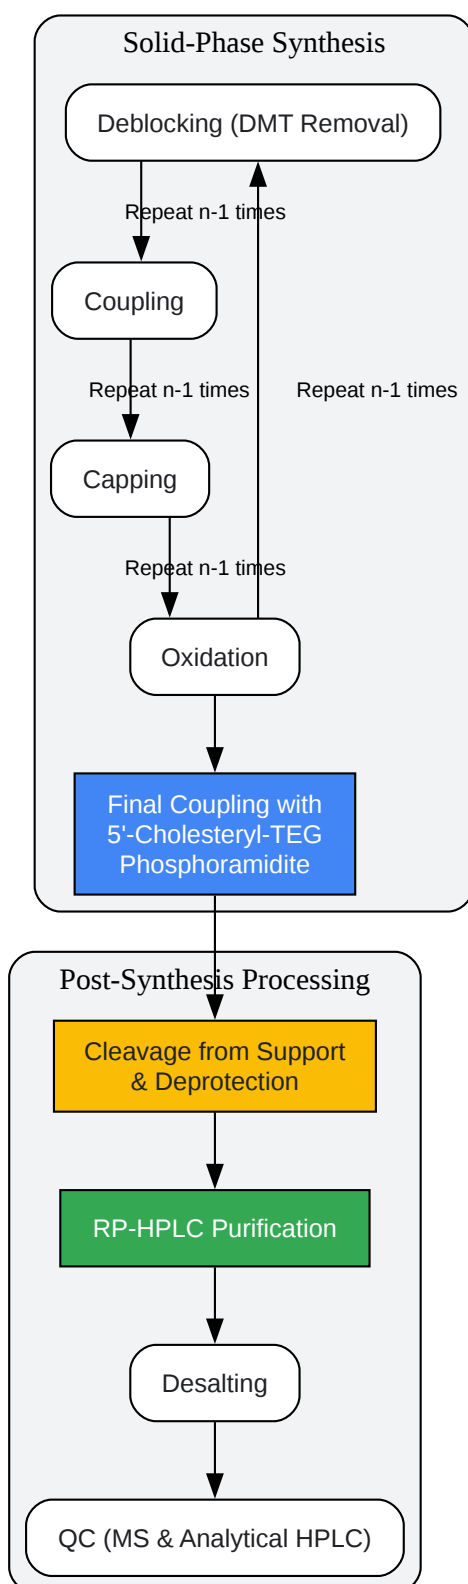 Solid-Phase Synthesis
Deblocking (DMT Removal)
Repeat n-1 times
Coupling
Repeat n-1 times
Repeat n-1 times
Capping
Repeat n-1 times
Oxidation
Final Coupling with
5'-Cholesteryl-TEG
Phosphoramidite
Post-Synthesis Processing
Cleavage from Support
& Deprotection
RP-HPLC Purification
Desalting
QC (MS & Analytical HPLC)